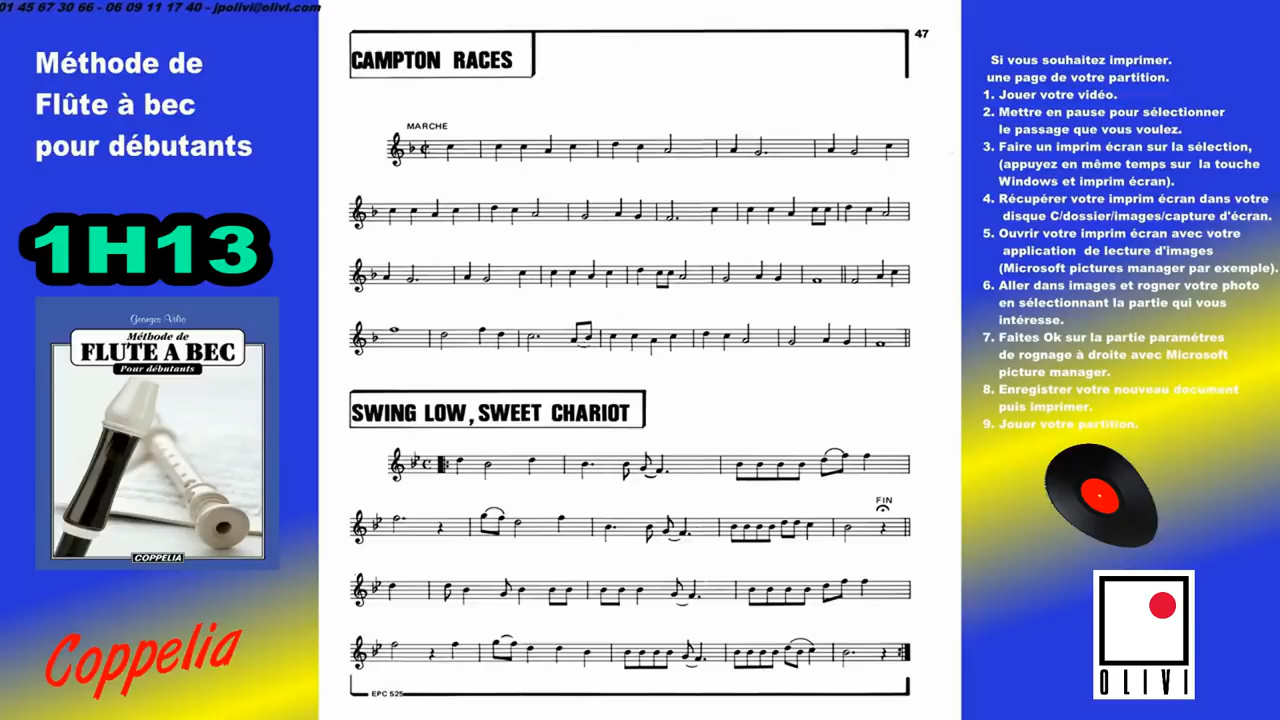 01 45 67 30 66 - 06 09 11 17 40 - jpolivi@olivi.com
Méthode de
Flûte à bec
pour débutants
1H13
Georges Velio
Méthode de
FLUTE A BEC
Pour débutants
COPPELIA
Coppelia
47
CAMPTON RACES
MARCHE
SWING LOW, SWEET CHARIOT
FIN
EPC 525
Si vous souhaitez imprimer.
une page de votre partition.
1. Jouer votre vidéo.
2. Mettre en pause pour sélectionner
le passage que vous voulez.
3. Faire un imprim écran sur la sélection,
(appuyez en même temps sur la touche
Windows et imprim écran).
4. Récupérer votre imprim écran dans votre
disque C/dossier/images/capture d'écran.
5. Ouvrir votre imprim écran avec votre
application de lecture d'images
(Microsoft pictures manager par exemple).
6. Aller dans images et rogner votre photo
en sélectionnant la partie qui vous
intéresse.
7. Faites Ok sur la partie paramétres
de rognage à droite avec Microsoft
picture manager.
8. Enregistrer votre nouveau document
puis imprimer.
9. Jouer votre partition.
OLIVI